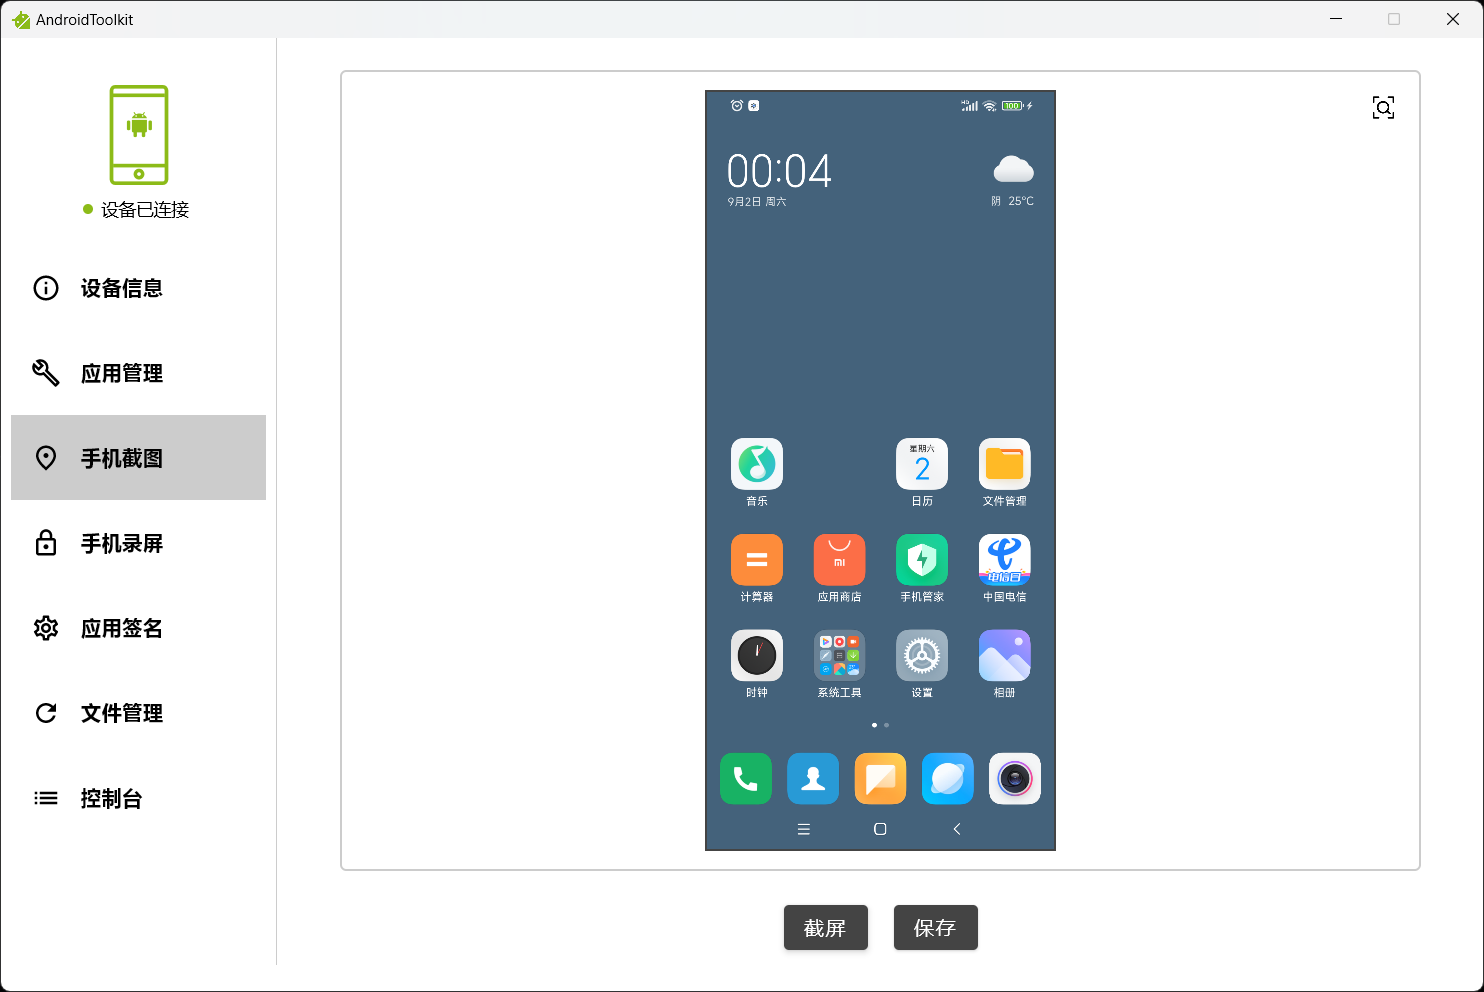 AndroidToolkit
设备已连接
设备信息
应用管理
手机截图
手机录屏
应用签名
文件管理
控制台
100
00:04
9月2日 周六
阴 25°C
星期六
2
音乐
日历
文件管理
mi
电信日
计算器
应用商店
手机管家
中国电信
时钟
系统工具
设置
相册
截屏
保存